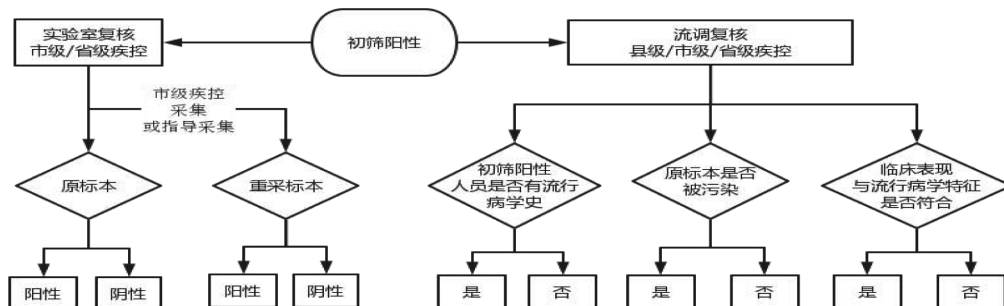 实验室复核
市级/省级疾控
初筛阳性
流调复核
县级/市级/省级疾控
市级疾控
采集
或指导采集
原标本
重采标本
初筛阳性
人员是否有流行
病学史
原标本是否
被污染
临床表现
与流行病学特征
是否符合
阳性
阴性
阳性
阴性
是
否
是
否
是
否